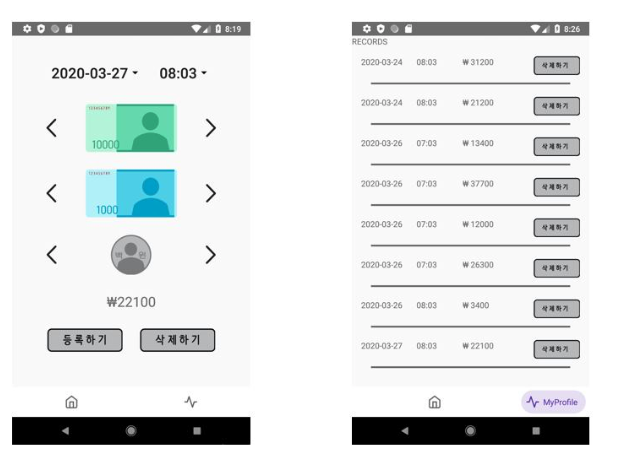 8:19
2020-03-27 08:03
10000
1000
백 원
₩22100
등록하기 삭제하기
8:26
RECORDS
2020-03-24 08:03 ₩31200 삭제하기
2020-03-24 08:03 ₩21200 삭제하기
2020-03-26 07:03 ₩13400 삭제하기
2020-03-26 07:03 ₩37700 삭제하기
2020-03-26 07:03 ₩12000 삭제하기
2020-03-26 07:03 ₩26300 삭제하기
2020-03-26 08:03 ₩3400 삭제하기
2020-03-27 08:03 ₩22100 삭제하기
MyProfile